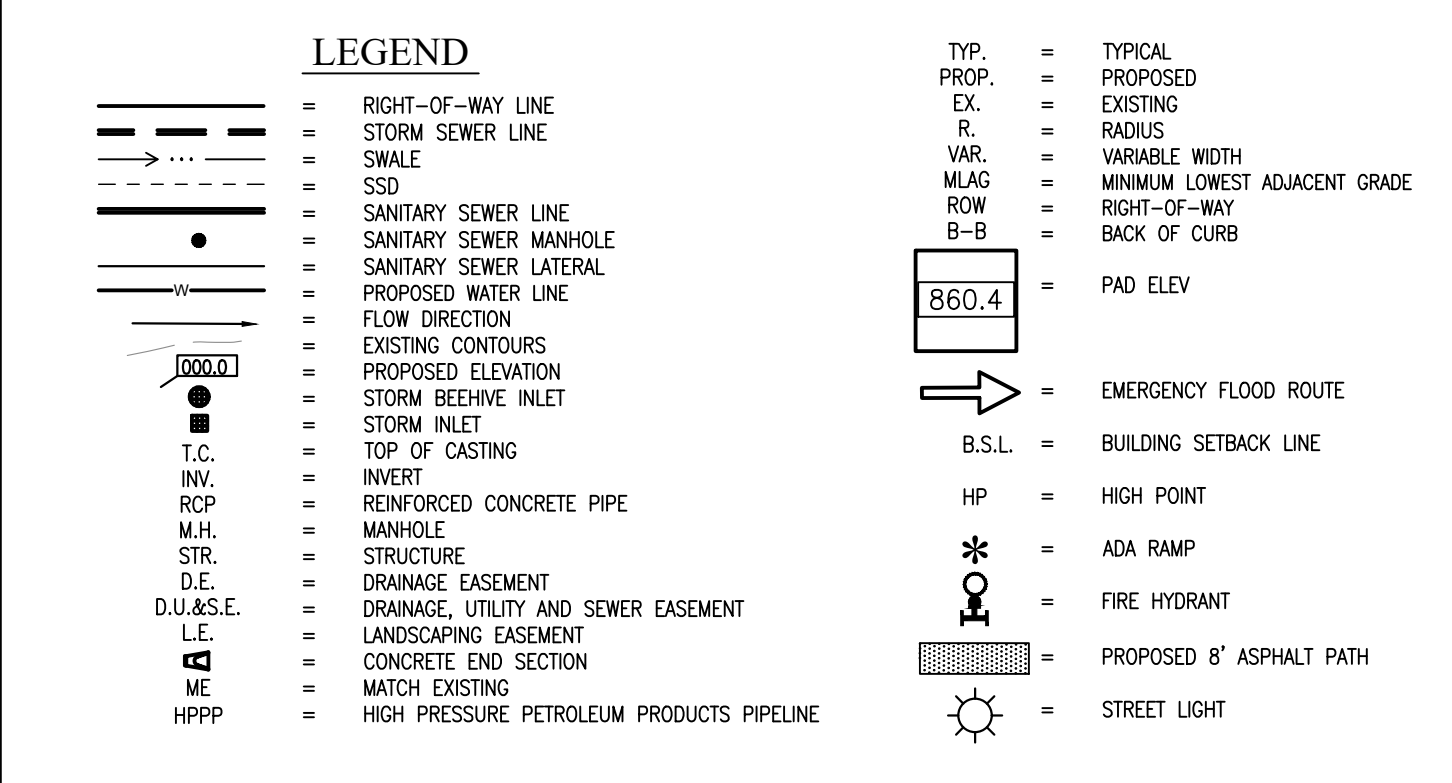 LEGEND
= RIGHT-OF-WAY LINE
= STORM SEWER LINE
= SWALE
= SSD
= SANITARY SEWER LINE
= SANITARY SEWER MANHOLE
= SANITARY SEWER LATERAL
W = PROPOSED WATER LINE
= FLOW DIRECTION
= EXISTING CONTOURS
000.0 = PROPOSED ELEVATION
= STORM BEEHIVE INLET
= STORM INLET
T.C. = TOP OF CASTING
INV. = INVERT
RCP = REINFORCED CONCRETE PIPE
M.H. = MANHOLE
STR. = STRUCTURE
D.E. = DRAINAGE EASEMENT
D.U.&S.E. = DRAINAGE, UTILITY AND SEWER EASEMENT
L.E. = LANDSCAPING EASEMENT
= CONCRETE END SECTION
ME = MATCH EXISTING
HPPP = HIGH PRESSURE PETROLEUM PRODUCTS PIPELINE
TYP. = TYPICAL
PROP. = PROPOSED
EX. = EXISTING
R. = RADIUS
VAR. = VARIABLE WIDTH
MLAG = MINIMUM LOWEST ADJACENT GRADE
ROW = RIGHT-OF-WAY
B-B = BACK OF CURB
860.4 = PAD ELEV
= EMERGENCY FLOOD ROUTE
B.S.L. = BUILDING SETBACK LINE
HP = HIGH POINT
* = ADA RAMP
= FIRE HYDRANT
= PROPOSED 8' ASPHALT PATH
= STREET LIGHT